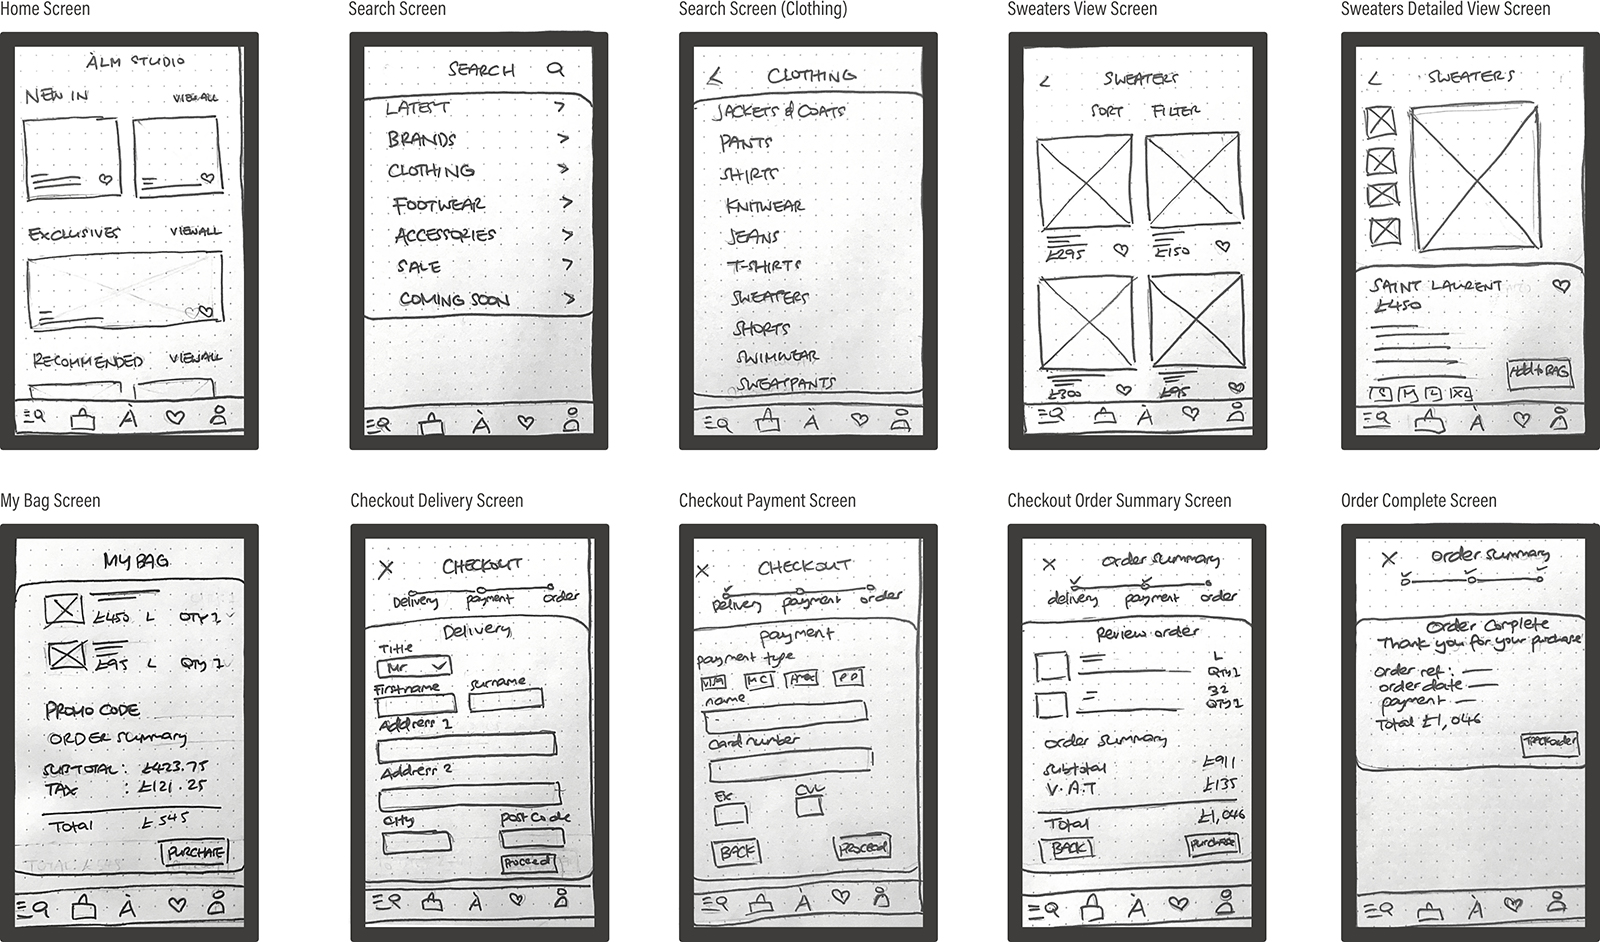 Home Screen
ÀLM STUDIO
NEW IN VIEW ALL
EXCLUSIVES VIEW ALL
RECOMMENDED VIEW ALL
À
Search Screen
SEARCH
LATEST >
BRANDS >
CLOTHING >
FOOTWEAR >
ACCESSORIES >
SALE >
COMING SOON >
À
Search Screen (Clothing)
< CLOTHING
JACKETS & COATS
PANTS
SHIRTS
KNITWEAR
JEANS
T-SHIRTS
SWEATERS
SHORTS
SWIMWEAR
SWEATPANTS
À
Sweaters View Screen
< SWEATERS
SORT FILTER
£295 £150
£300 £95
À
Sweaters Detailed View Screen
< SWEATERS
SAINT LAURENT
£450
Add to BAG
S M L XL
À
My Bag Screen
MY BAG
£450 L QTY 1
£95 L QTY 1
PROMO CODE
ORDER Summary
SUBTOTAL: £423.75
TAX : £121.25
Total £545
PURCHASE
À
Checkout Delivery Screen
X CHECKOUT
Delivery payment order
Delivery
Title
Mr
First name surname
Address 1
Address 2
City post code
Proceed
À
Checkout Payment Screen
X CHECKOUT
Delivery payment order
payment
payment type
VISA MC Amex PP
name
Card number
Ex CVV
BACK PROCEED
À
Checkout Order Summary Screen
X order summary
delivery payment order
Review order
L
QTY 1
32
QTY 1
order summary
subtotal £911
V.A.T £135
Total £1,046
BACK purchase
À
Order Complete Screen
X order summary
Order Complete
Thank you for your purchase
order ref:
order date
payment
Total £1,046
TRACK order
À